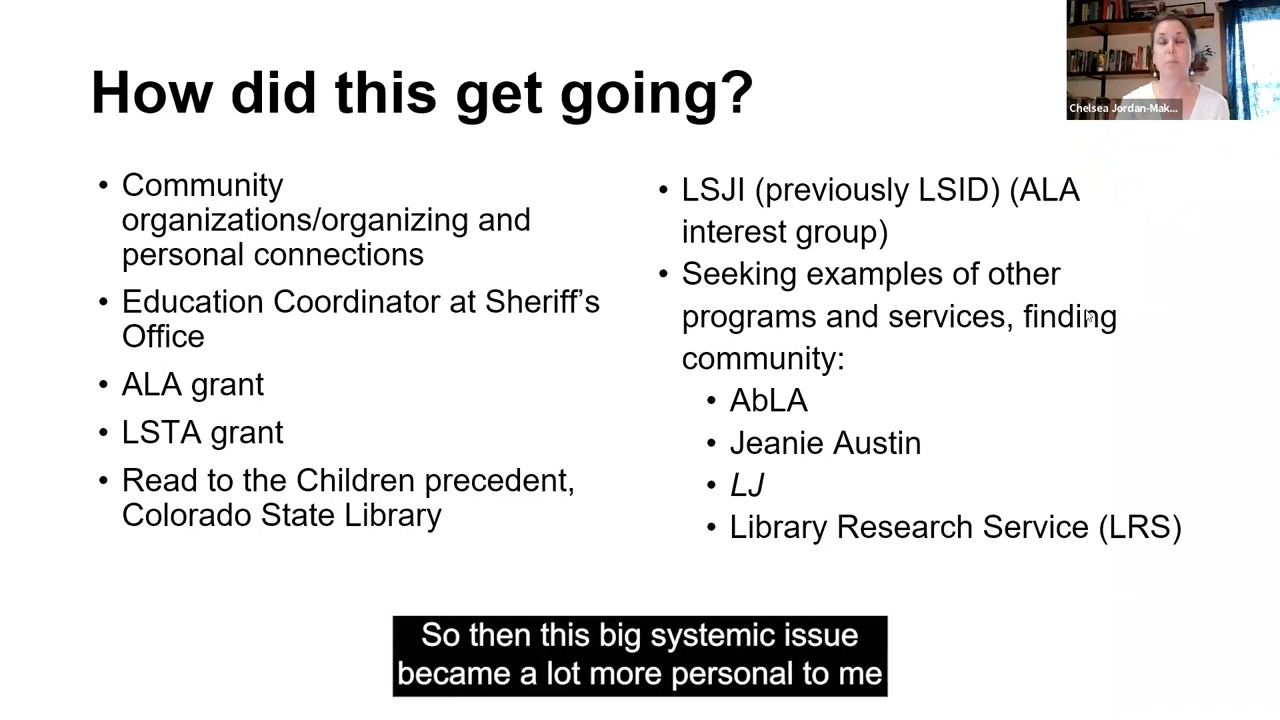 How did this get going?
Chelsea Jordan-Mak...
• Community
organizations/organizing and
personal connections
• Education Coordinator at Sheriff’s
Office
• ALA grant
• LSTA grant
• Read to the Children precedent,
Colorado State Library
• LSJI (previously LSID) (ALA
interest group)
• Seeking examples of other
programs and services, finding
community:
• AbLA
• Jeanie Austin
• LJ
• Library Research Service (LRS)
So then this big systemic issue
became a lot more personal to me